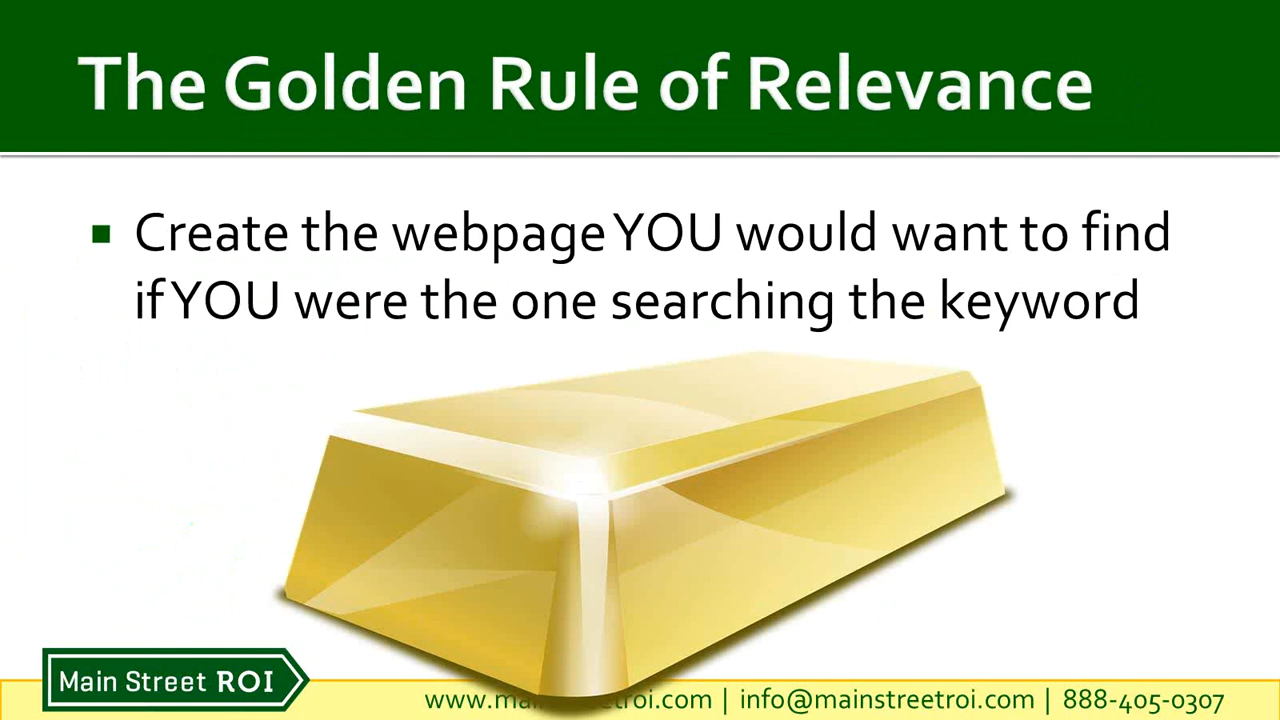 The Golden Rule of Relevance
Create the webpage YOU would want to find
if YOU were the one searching the keyword
Main Street ROI
| info@mainstreetroi.com | 888-405-0307